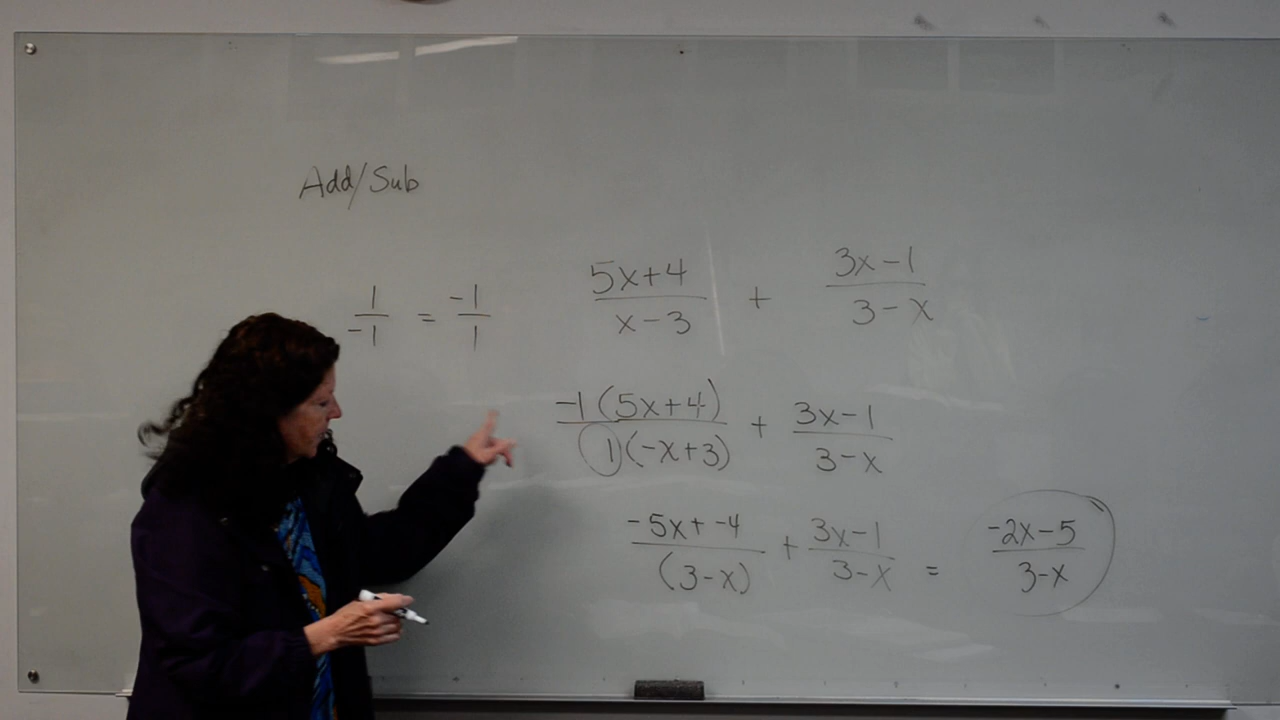 Add/Sub
1/-1 = -1/1
(5x+4)/(x-3) + (3x-1)/(3-x)
-1(5x+4)/1(-x+3) + (3x-1)/(3-x)
(-5x+-4)/(3-x) + (3x-1)/(3-x) = (-2x-5)/(3-x)